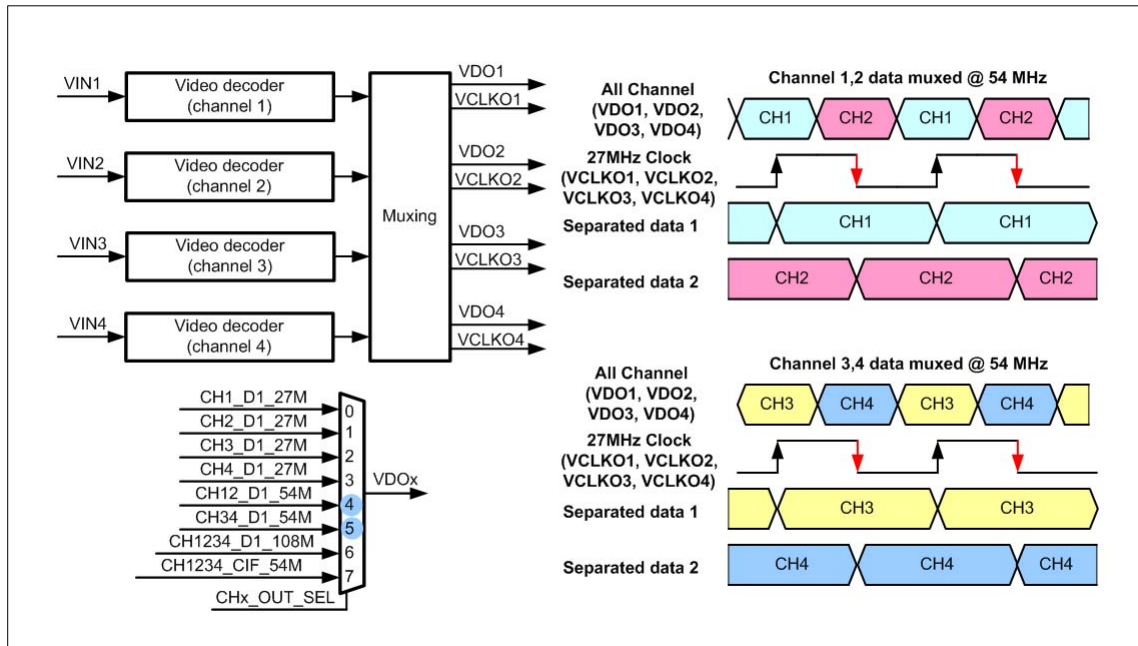 VIN1
Video decoder
(channel 1)
VIN2
Video decoder
(channel 2)
VIN3
Video decoder
(channel 3)
VIN4
Video decoder
(channel 4)
Muxing
VDO1
VCLKO1
VDO2
VCLKO2
VDO3
VCLKO3
VDO4
VCLKO4
CH1_D1_27M
CH2_D1_27M
CH3_D1_27M
CH4_D1_27M
CH12_D1_54M
CH34_D1_54M
CH1234_D1_108M
CH1234_CIF_54M
CHx_OUT_SEL
0
1
2
3
4
5
6
7
VDOx
Channel 1,2 data muxed @ 54 MHz
All Channel
(VDO1, VDO2,
VDO3, VDO4)
CH1 CH2 CH1 CH2
27MHz Clock
(VCLKO1, VCLKO2,
VCLKO3, VCLKO4)
Separated data 1
CH1 CH1
Separated data 2
CH2 CH2 CH2
Channel 3,4 data muxed @ 54 MHz
All Channel
(VDO1, VDO2,
VDO3, VDO4)
CH3 CH4 CH3 CH4
27MHz Clock
(VCLKO1, VCLKO2,
VCLKO3, VCLKO4)
Separated data 1
CH3 CH3
Separated data 2
CH4 CH4 CH4